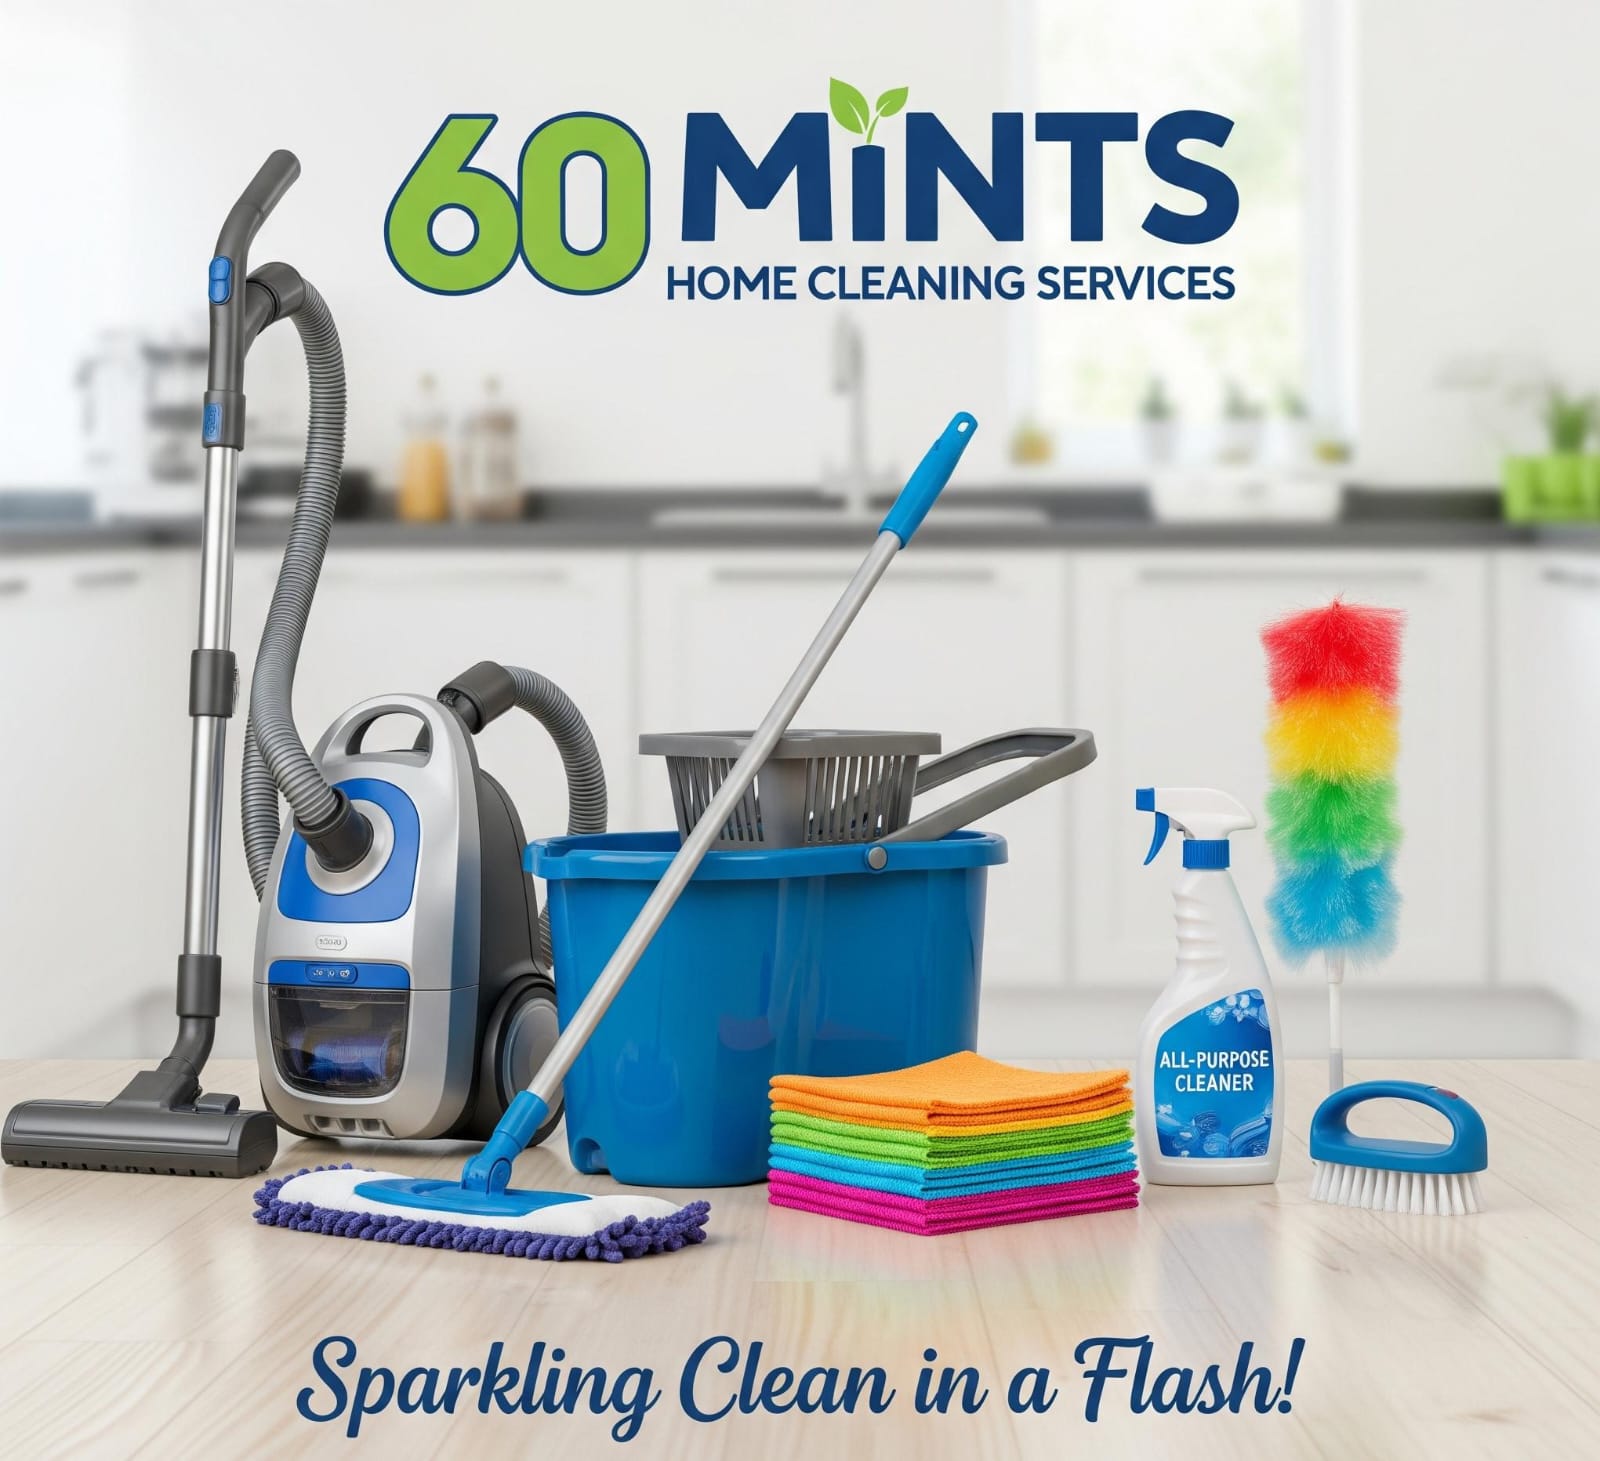 60 MiNTS
HOME CLEANING SERVICES
ALL-PURPOSE
CLEANER
Sparkling Clean in a Flash!